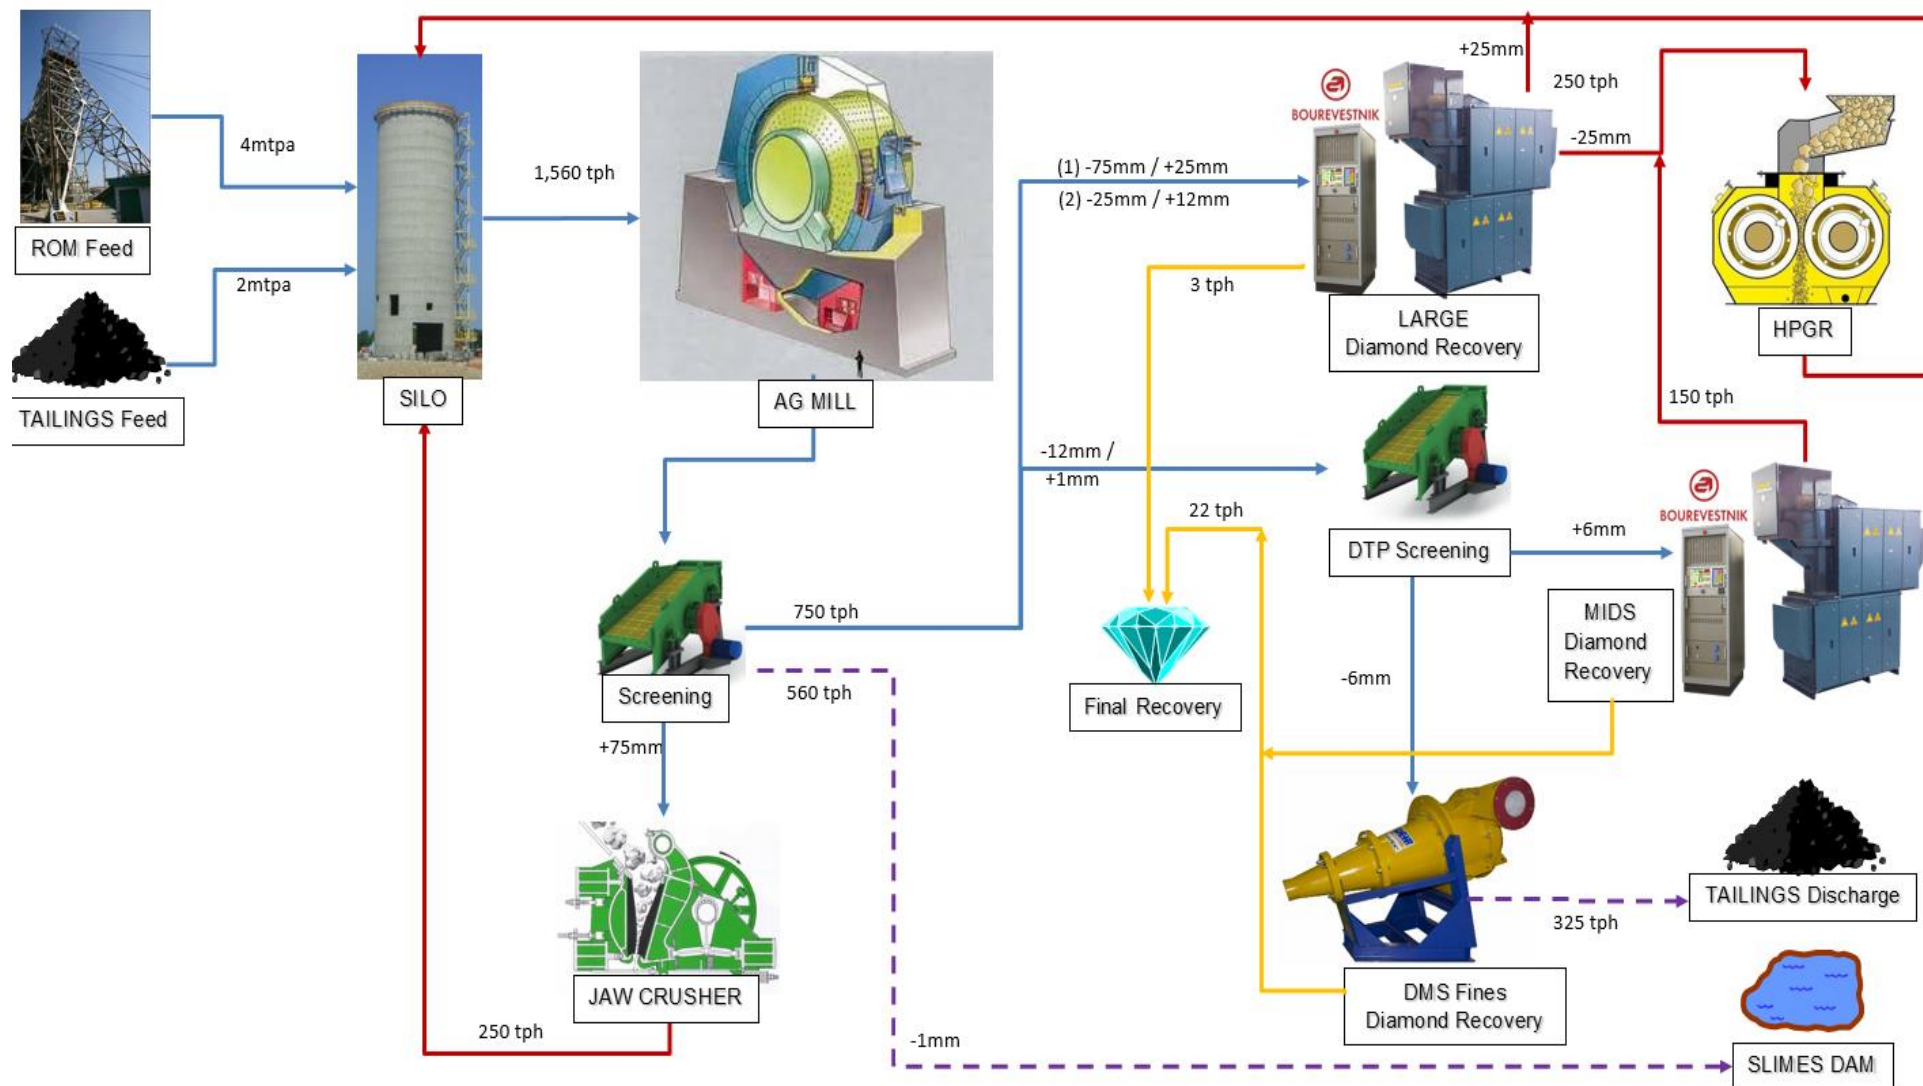 +25mm
250 tph
BOUREVESTNIK
-25mm
4mtpa
1,560 tph
(1) -75mm / +25mm
(2) -25mm / +12mm
ROM Feed
2mtpa
3 tph
LARGE
Diamond Recovery
HPGR
SILO
AG MILL
TAILINGS Feed
150 tph
-12mm /
+1mm
BOUREVESTNIK
22 tph
DTP Screening
+6mm
750 tph
MIDS
Diamond
Recovery
560 tph
Screening
-6mm
Final Recovery
+75mm
TAILINGS Discharge
325 tph
JAW CRUSHER
DMS Fines
Diamond Recovery
250 tph
-1mm
SLIMES DAM